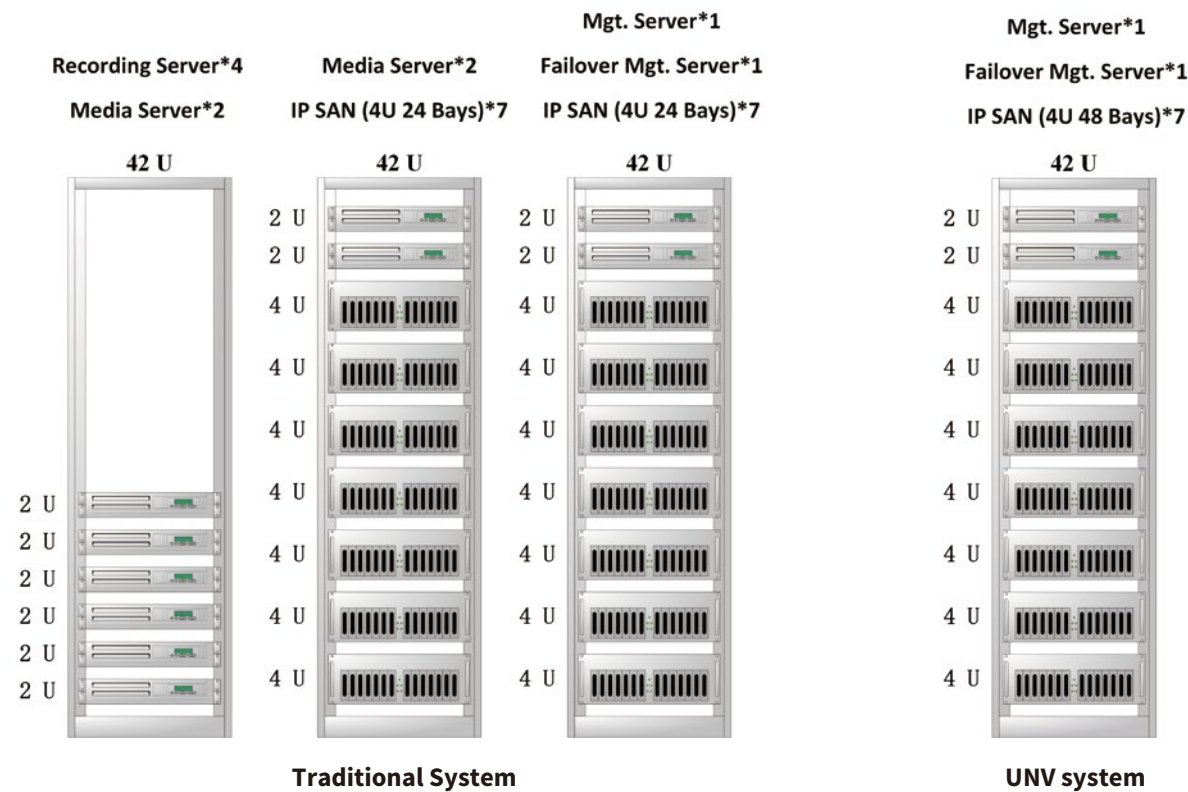 Recording Server*4
Media Server*2
42 U
2 U
2 U
2 U
2 U
2 U
2 U
Media Server*2
IP SAN (4U 24 Bays)*7
42 U
2 U
2 U
4 U
4 U
4 U
4 U
4 U
4 U
4 U
Mgt. Server*1
Failover Mgt. Server*1
IP SAN (4U 24 Bays)*7
42 U
2 U
2 U
4 U
4 U
4 U
4 U
4 U
4 U
4 U
Traditional System
Mgt. Server*1
Failover Mgt. Server*1
IP SAN (4U 48 Bays)*7
42 U
2 U
2 U
4 U
4 U
4 U
4 U
4 U
4 U
4 U
UNV system